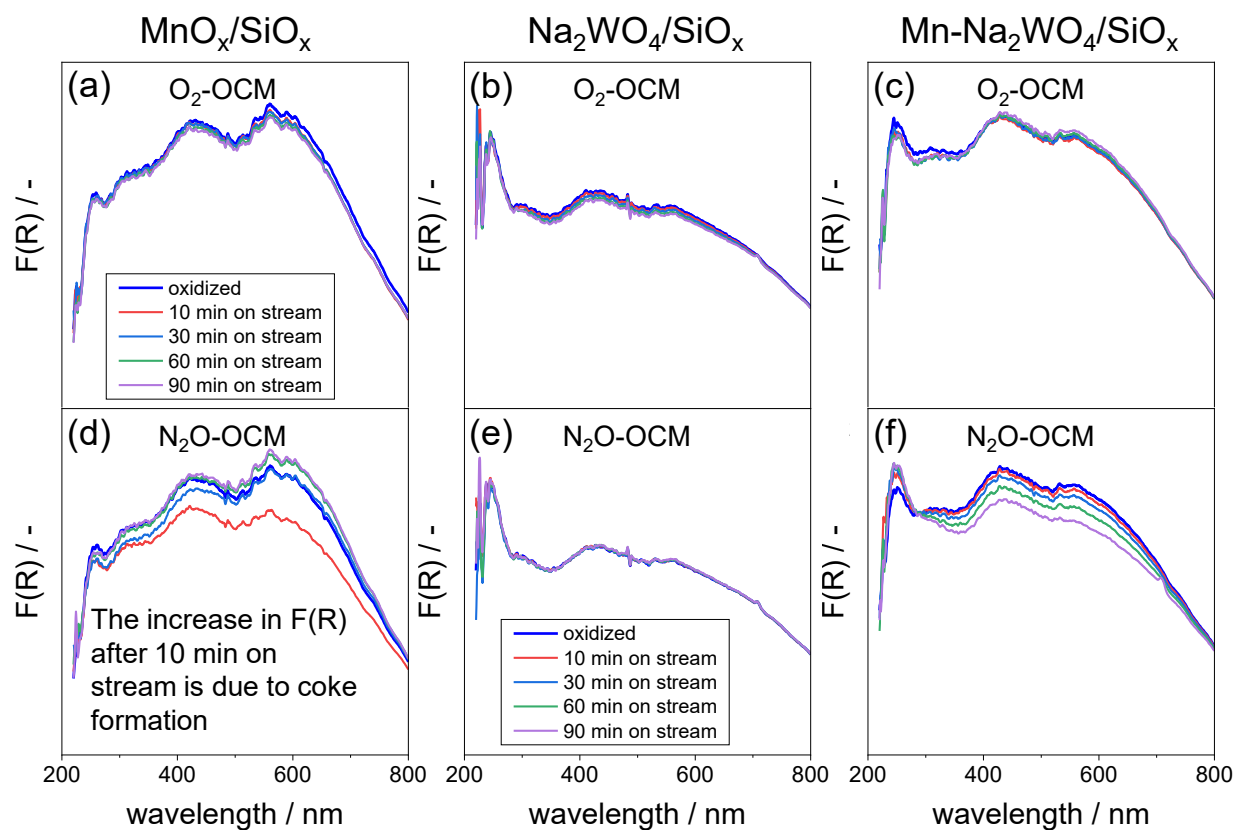 MnOₓ/SiOₓ
Na₂WO₄/SiOₓ
Mn-Na₂WO₄/SiOₓ
(a)
O₂-OCM
(b)
O₂-OCM
(c)
O₂-OCM
F(R) / -
F(R) / -
F(R) / -
oxidized
10 min on stream
30 min on stream
60 min on stream
90 min on stream
(d)
N₂O-OCM
(e)
N₂O-OCM
(f)
N₂O-OCM
F(R) / -
F(R) / -
F(R) / -
The increase in F(R)
after 10 min on
stream is due to coke
formation
oxidized
10 min on stream
30 min on stream
60 min on stream
90 min on stream
200 400 600 800
200 400 600 800
200 400 600 800
wavelength / nm
wavelength / nm
wavelength / nm